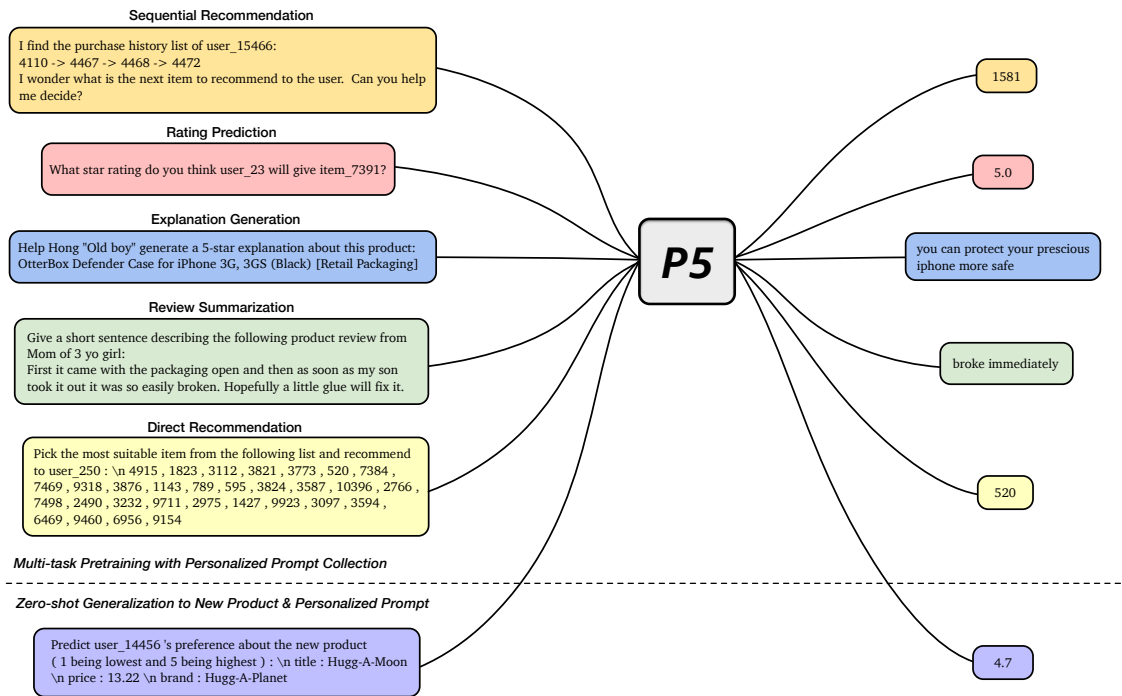 Sequential Recommendation
I find the purchase history list of user_15466:
4110 -> 4467 -> 4468 -> 4472
I wonder what is the next item to recommend to the user.  Can you help
me decide?
1581
Rating Prediction
What star rating do you think user_23 will give item_7391?
5.0
Explanation Generation
Help Hong "Old boy" generate a 5-star explanation about this product:
OtterBox Defender Case for iPhone 3G, 3GS (Black) [Retail Packaging]
P5
you can protect your prescious
iphone more safe
Review Summarization
Give a short sentence describing the following product review from
Mom of 3 yo girl:
First it came with the packaging open and then as soon as my son
took it out it was so easily broken. Hopefully a little glue will fix it.
broke immediately
Direct Recommendation
Pick the most suitable item from the following list and recommend
to user_250 : \n 4915 , 1823 , 3112 , 3821 , 3773 , 520 , 7384 ,
7469 , 9318 , 3876 , 1143 , 789 , 595 , 3824 , 3587 , 10396 , 2766 ,
7498 , 2490 , 3232 , 9711 , 2975 , 1427 , 9923 , 3097 , 3594 ,
6469 , 9460 , 6956 , 9154
520
Multi-task Pretraining with Personalized Prompt Collection
Zero-shot Generalization to New Product & Personalized Prompt
Predict user_14456 's preference about the new product
( 1 being lowest and 5 being highest ) : \n title : Hugg-A-Moon
\n price : 13.22 \n brand : Hugg-A-Planet
4.7